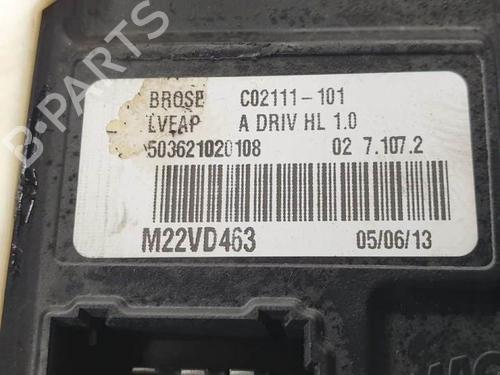 BROSE C02111-101
LVEAP A DRIV HL 1.0
503621020108 02 7.107.2
M22VD463 05/06/13
B-PARTS